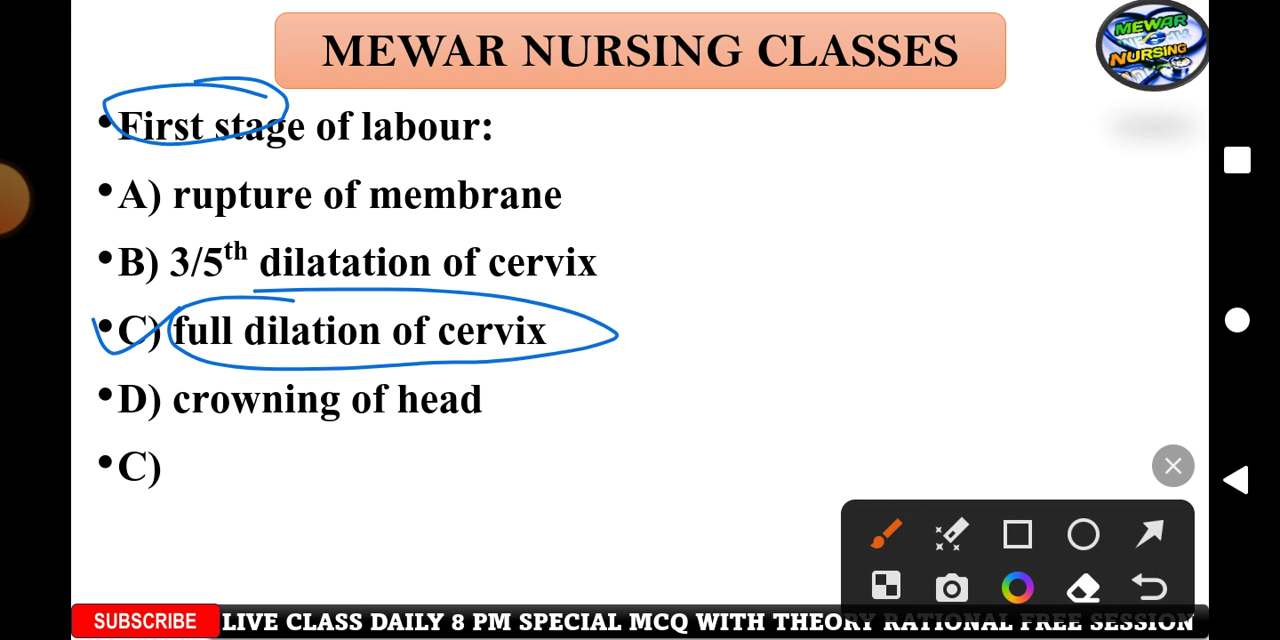 MEWAR NURSING CLASSES
MEWAR
NURSING
•First stage of labour:
•A) rupture of membrane
•B) 3/5th dilatation of cervix
•C) full dilation of cervix
•D) crowning of head
•C)
SUBSCRIBE LIVE CLASS DAILY 8 PM SPECIAL MCQ WITH THEORY RATIONAL FREE SESSION